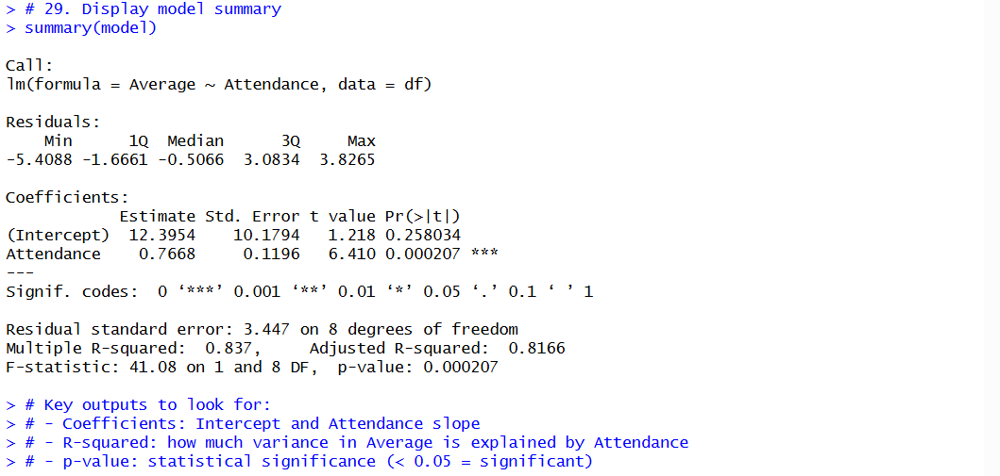 > # 29. Display model summary
> summary(model)
Call:
lm(formula = Average ~ Attendance, data = df)
Residuals:
    Min      1Q  Median      3Q     Max
-5.4088 -1.6661 -0.5066  3.0834  3.8265
Coefficients:
            Estimate Std. Error t value Pr(>|t|)
(Intercept)  12.3954    10.1794   1.218 0.258034
Attendance    0.7668     0.1196   6.410 0.000207 ***
---
Signif. codes:  0 ‘***’ 0.001 ‘**’ 0.01 ‘*’ 0.05 ‘.’ 0.1 ‘ ’ 1
Residual standard error: 3.447 on 8 degrees of freedom
Multiple R-squared:  0.837,	Adjusted R-squared:  0.8166
F-statistic: 41.08 on 1 and 8 DF,  p-value: 0.000207
> # Key outputs to look for:
> # - Coefficients: Intercept and Attendance slope
> # - R-squared: how much variance in Average is explained by Attendance
> # - p-value: statistical significance (< 0.05 = significant)